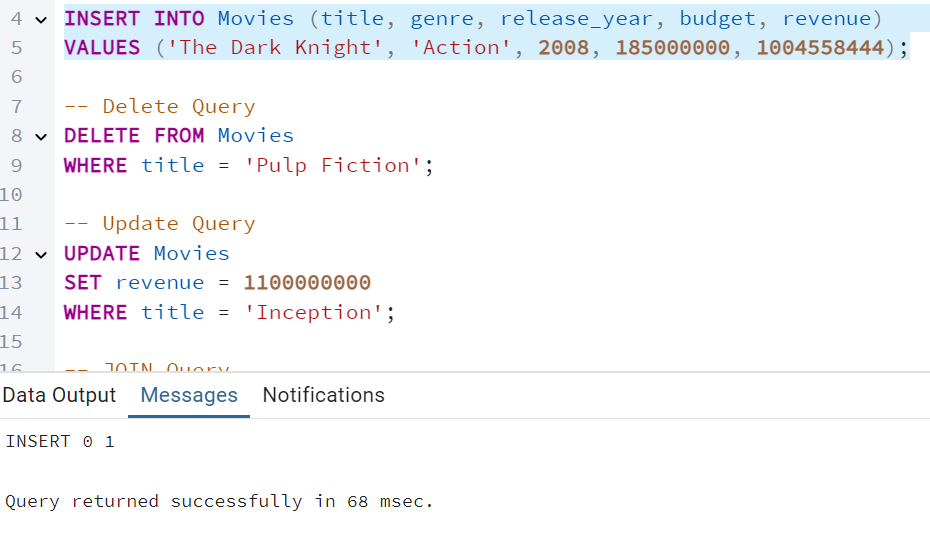 4 INSERT INTO Movies (title, genre, release_year, budget, revenue)
5 VALUES ('The Dark Knight', 'Action', 2008, 185000000, 1004558444);
6
7 -- Delete Query
8 DELETE FROM Movies
9 WHERE title = 'Pulp Fiction';
10
11 -- Update Query
12 UPDATE Movies
13 SET revenue = 1100000000
14 WHERE title = 'Inception';
15
16 -- JOIN Query
Data Output Messages Notifications
INSERT 0 1
Query returned successfully in 68 msec.